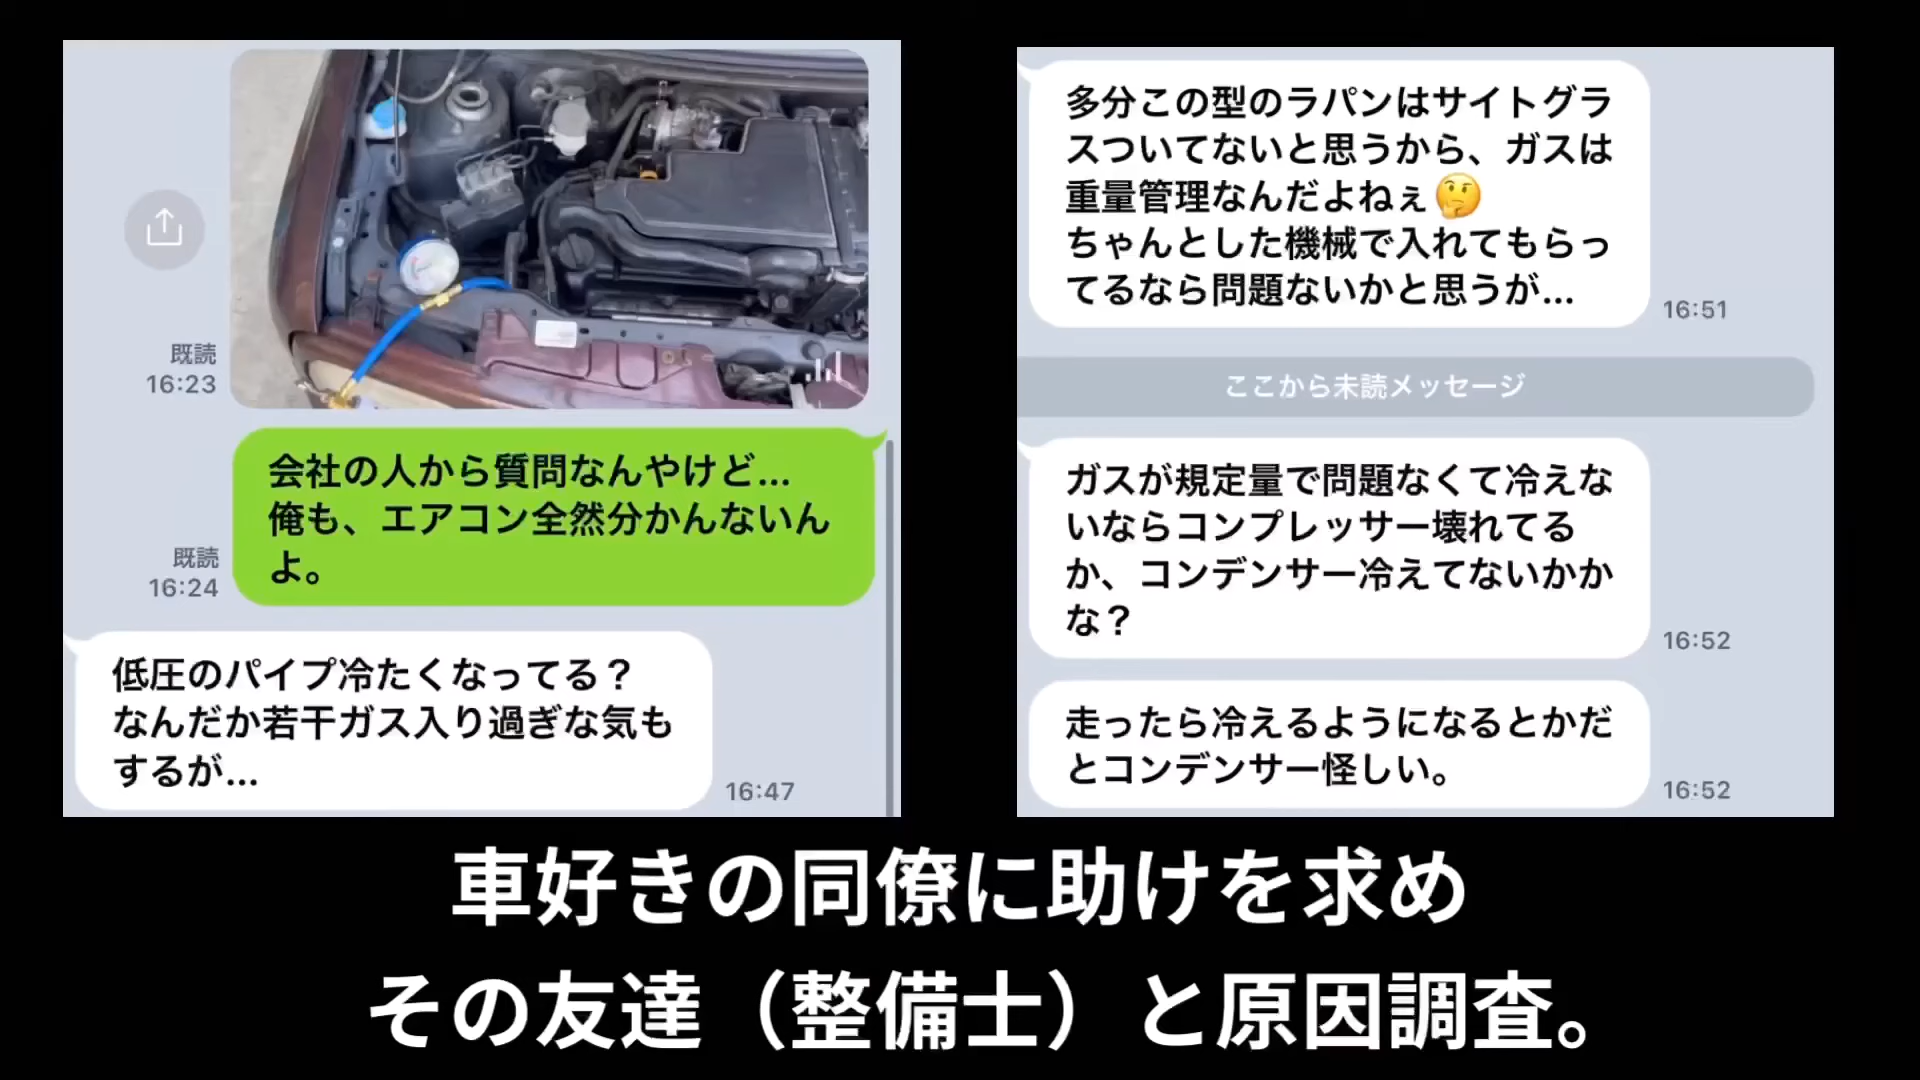 既読
16:23
会社の人から質問なんやけど...
俺も、エアコン全然分かんないん
よ。
既読
16:24
低圧のパイプ冷たくなってる？
なんだか若干ガス入り過ぎな気も
するが...
16:47
多分この型のラパンはサイトグラ
スついてないと思うから、ガスは
重量管理なんだよねぇ🤔
ちゃんとした機械で入れてもらっ
てるなら問題ないかと思うが...
16:51
ここから未読メッセージ
ガスが規定量で問題なくて冷えな
いならコンプレッサー壊れてる
か、コンデンサー冷えてないかか
な？
16:52
走ったら冷えるようになるとかだ
とコンデンサー怪しい。
16:52
車好きの同僚に助けを求め
その友達（整備士）と原因調査。